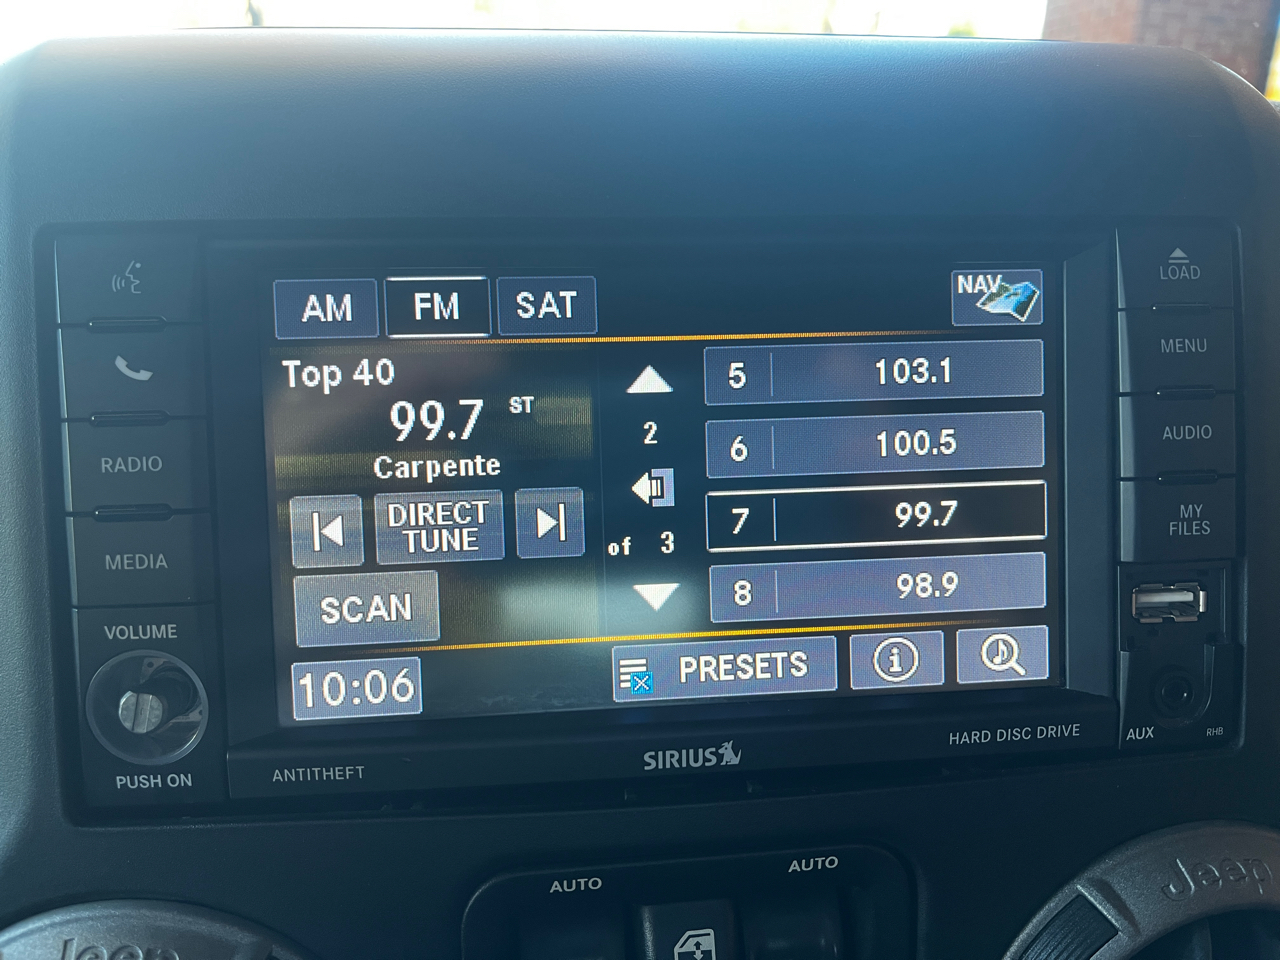 AM
FM
SAT
NAV
Top 40
99.7 ST
Carpente
DIRECT
TUNE
SCAN
10:06
2
of 3
5 103.1
6 100.5
7 99.7
8 98.9
PRESETS
RADIO
MEDIA
VOLUME
PUSH ON
LOAD
MENU
AUDIO
MY
FILES
AUX
RHB
ANTITHEFT
SIRIUS
HARD DISC DRIVE
AUTO
AUTO
Jeep
Jeep